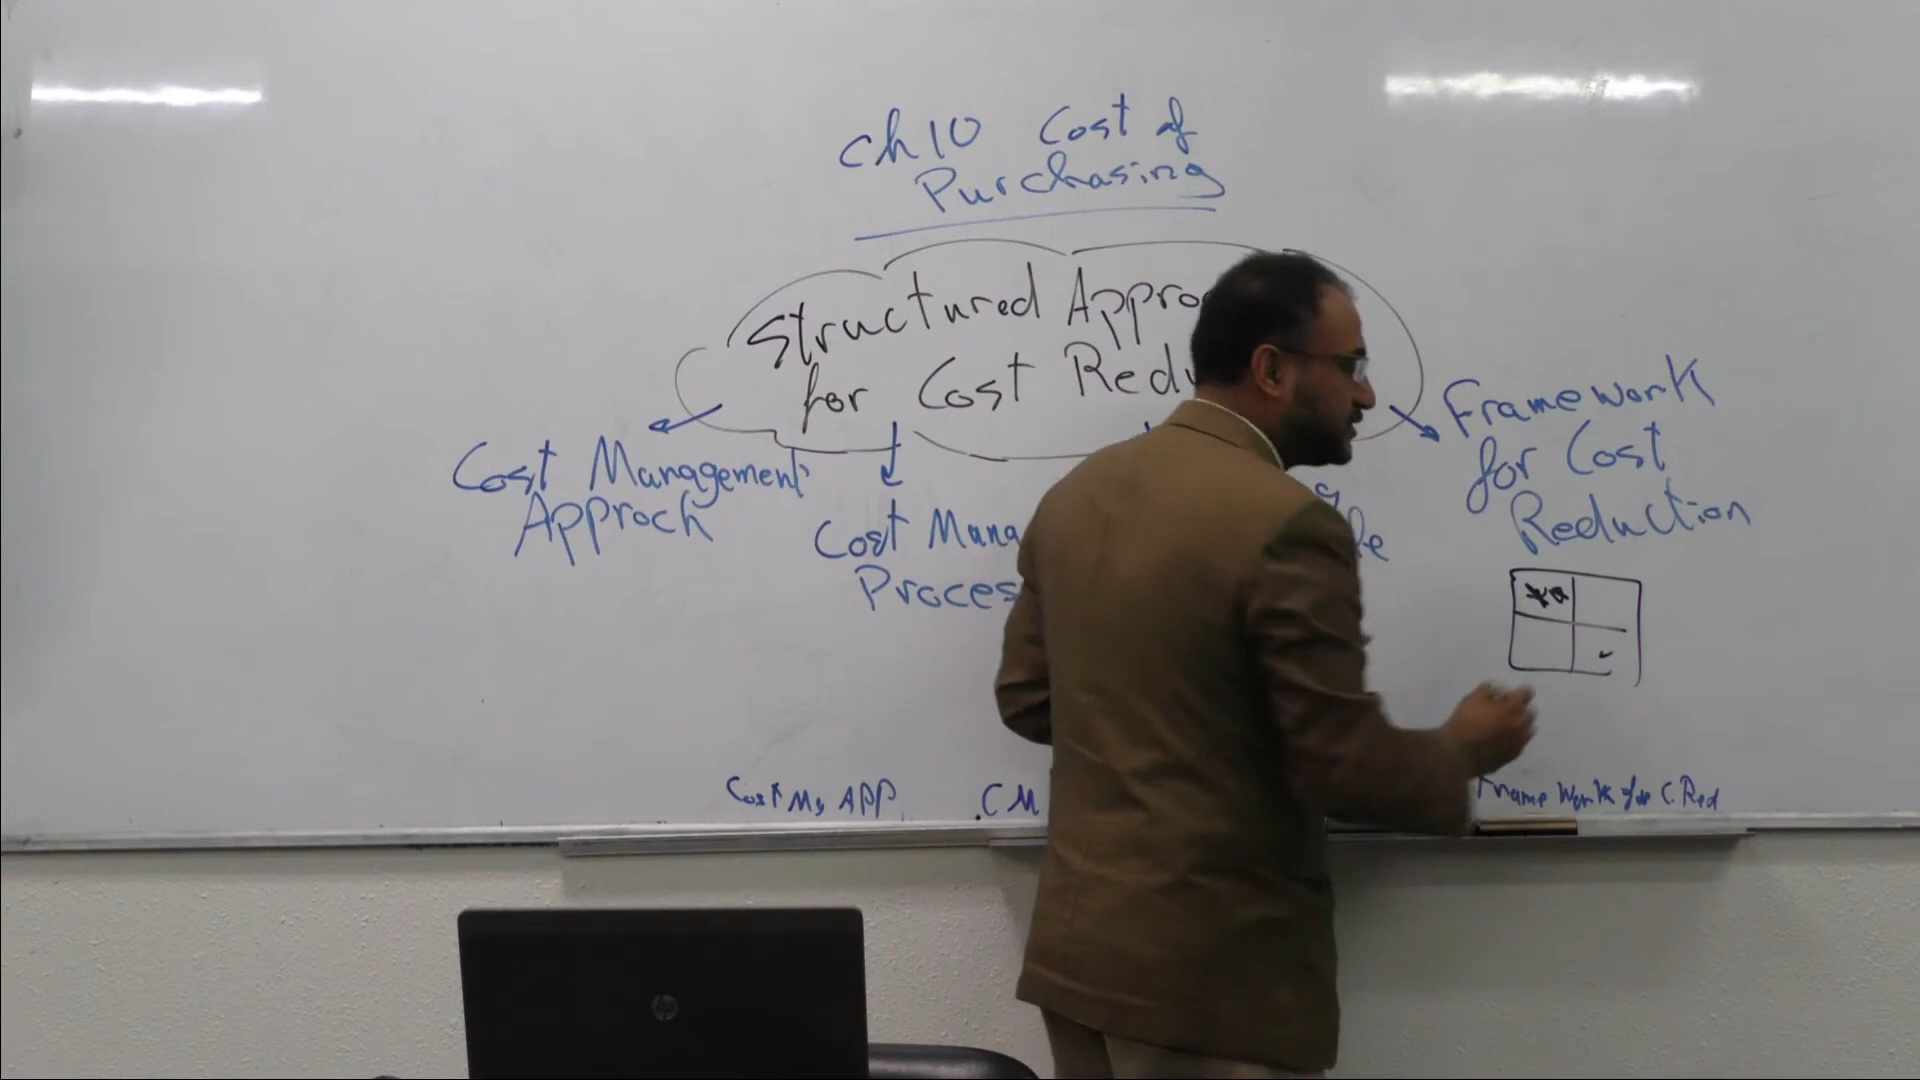 ch10 Cost of
Purchasing
Structured Appro
for Cost Redu
Cost Management
Approch
Cost Mana
Proces
Framework
for Cost
Reduction
Cost Mg APP
CM
Frame Work for C. Red
hp